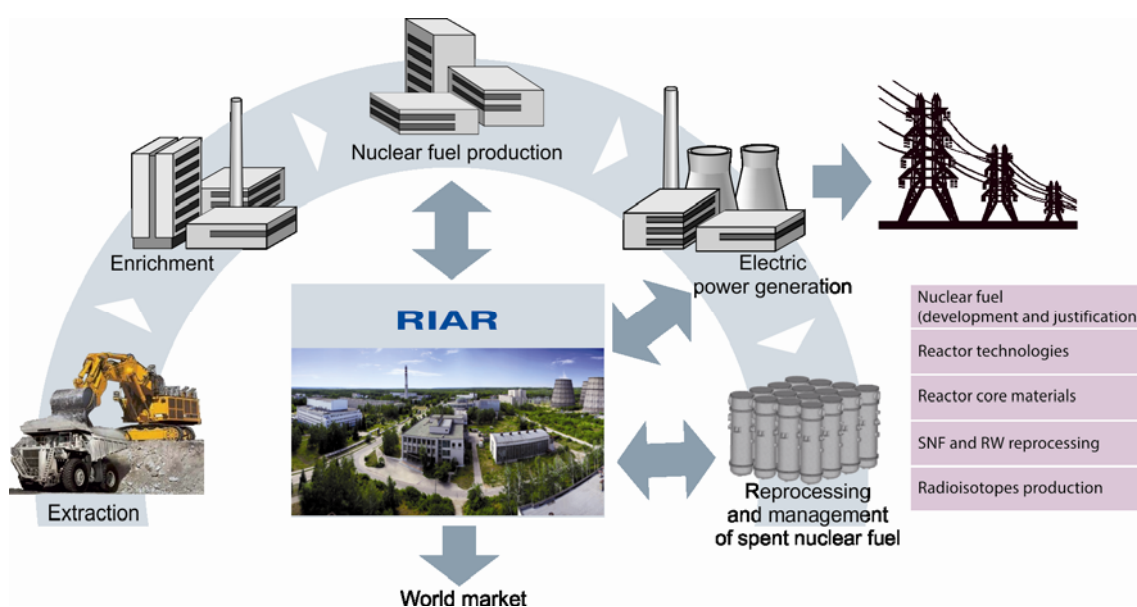 Nuclear fuel production
Enrichment
Electric
power generation
RIAR
Extraction
Reprocessing
and management
of spent nuclear fuel
World market
Nuclear fuel
(development and justification
Reactor technologies
Reactor core materials
SNF and RW reprocessing
Radioisotopes production